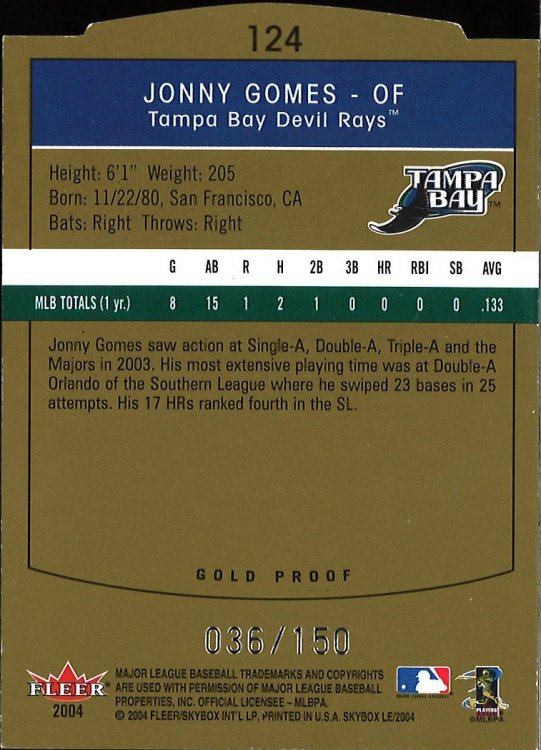 124
JONNY GOMES - OF
Tampa Bay Devil Rays™
Height: 6'1" Weight: 205
Born: 11/22/80, San Francisco, CA
Bats: Right Throws: Right
TAMPA
BAY™
G AB R H 2B 3B HR RBI SB AVG
MLB TOTALS (1 yr.) 8 15 1 2 1 0 0 0 0 .133
Jonny Gomes saw action at Single-A, Double-A, Triple-A and the
Majors in 2003. His most extensive playing time was at Double-A
Orlando of the Southern League where he swiped 23 bases in 25
attempts. His 17 HRs ranked fourth in the SL.
GOLD PROOF
036/150
FLEER
2004
MAJOR LEAGUE BASEBALL TRADEMARKS AND COPYRIGHTS
ARE USED WITH PERMISSION OF MAJOR LEAGUE BASEBALL
PROPERTIES, INC. OFFICIAL LICENSEE - MLBPA.
© 2004 FLEER/SKYBOX INT'L LP, PRINTED IN U.S.A. SKYBOX LE/2004
PLAYERS
©MLBPA